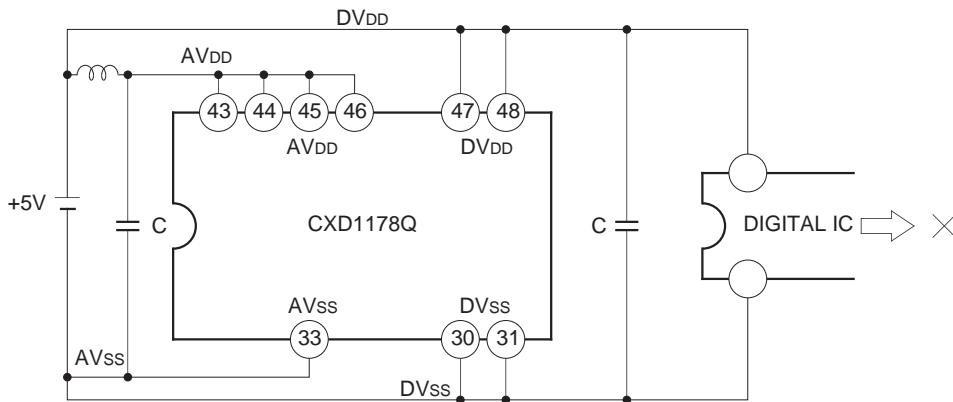 DVDD
AVDD
43 44 45 46 47 48
AVDD DVDD
+5V C CXD1178Q C DIGITAL IC
AVSS DVSS
33 30 31
AVSS
DVSS